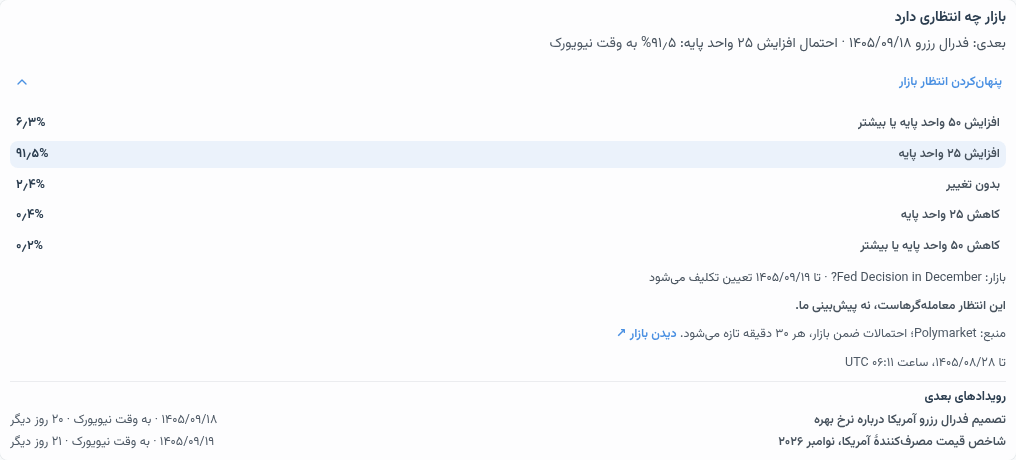 بازار چه انتظاری دارد
بعدی: فدرال رزرو ۱۴۰۵/۰۹/۱۸ · احتمال افزایش ۲۵ واحد پایه: ۹۱٫۵% به وقت نیویورک
پنهان‌کردن انتظار بازار
افزایش ۵۰ واحد پایه یا بیشتر ۶٫۳%
افزایش ۲۵ واحد پایه ۹۱٫۵%
بدون تغییر ۲٫۴%
کاهش ۲۵ واحد پایه ۰٫۴%
کاهش ۵۰ واحد پایه یا بیشتر ۰٫۲%
بازار: Fed Decision in December? · تا ۱۴۰۵/۰۹/۱۹ تعیین تکلیف می‌شود
این انتظار معامله‌گرهاست، نه پیش‌بینی ما.
منبع: Polymarket؛ احتمالات ضمن بازار، هر ۳۰ دقیقه تازه می‌شود. دیدن بازار ↗
تا ۱۴۰۵/۰۸/۲۸، ساعت ۰۶:۱۱ UTC
رویدادهای بعدی
تصمیم فدرال رزرو آمریکا درباره نرخ بهره ۱۴۰۵/۰۹/۱۸ · به وقت نیویورک · ۲۰ روز دیگر
شاخص قیمت مصرف‌کنندهٔ آمریکا، نوامبر ۲۰۲۶ ۱۴۰۵/۰۹/۱۹ · به وقت نیویورک · ۲۱ روز دیگر